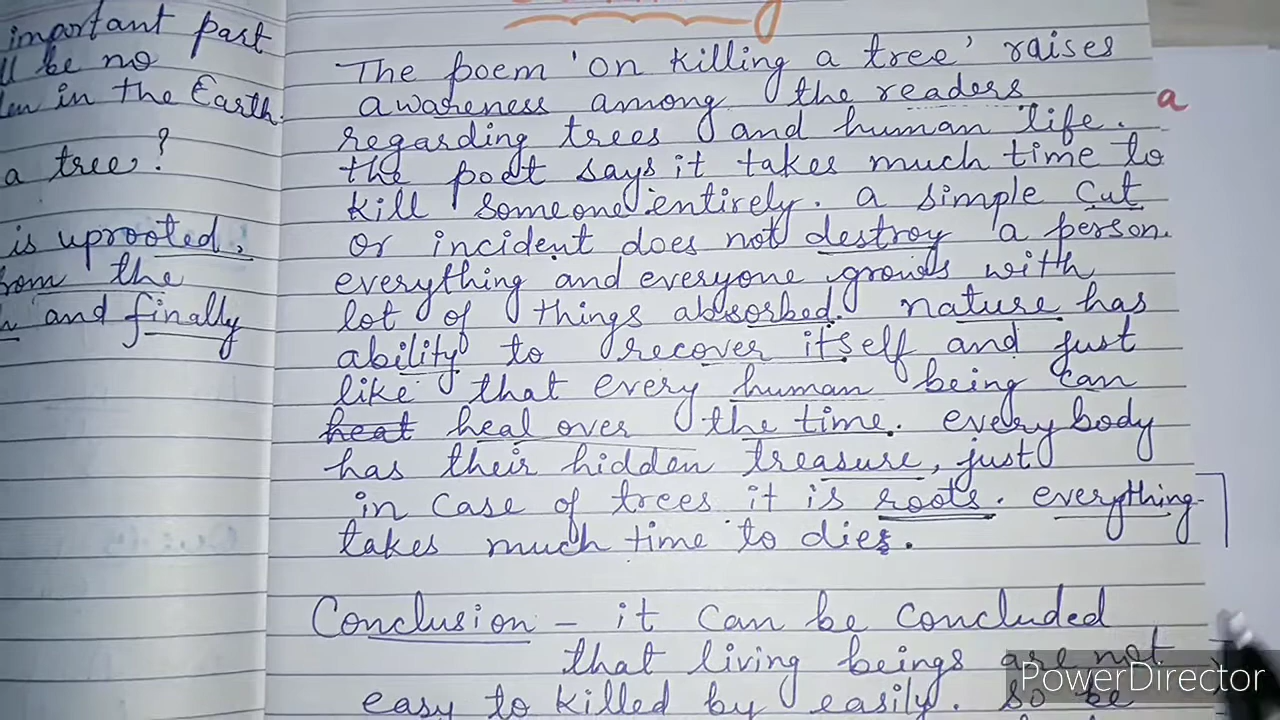 important part
be no
in the Earth.
a tree?
is uprooted,
the
and finally
The poem 'on killing a tree' raises
awareness among the readers
a
regarding trees and human life.
the poet says it takes much time to
kill someone entirely. a simple cut
or incident does not destroy a person.
everything and everyone grows with
lot of things absorbed. nature has
ability to recover itself and just
like that every human being can
heat heal over the time. everybody
has their hidden treasure, just
in case of trees it is roots. everything
takes much time to dies.
Conclusion - it can be concluded
that living beings are not
easy to killed by easily. So be
PowerDirector